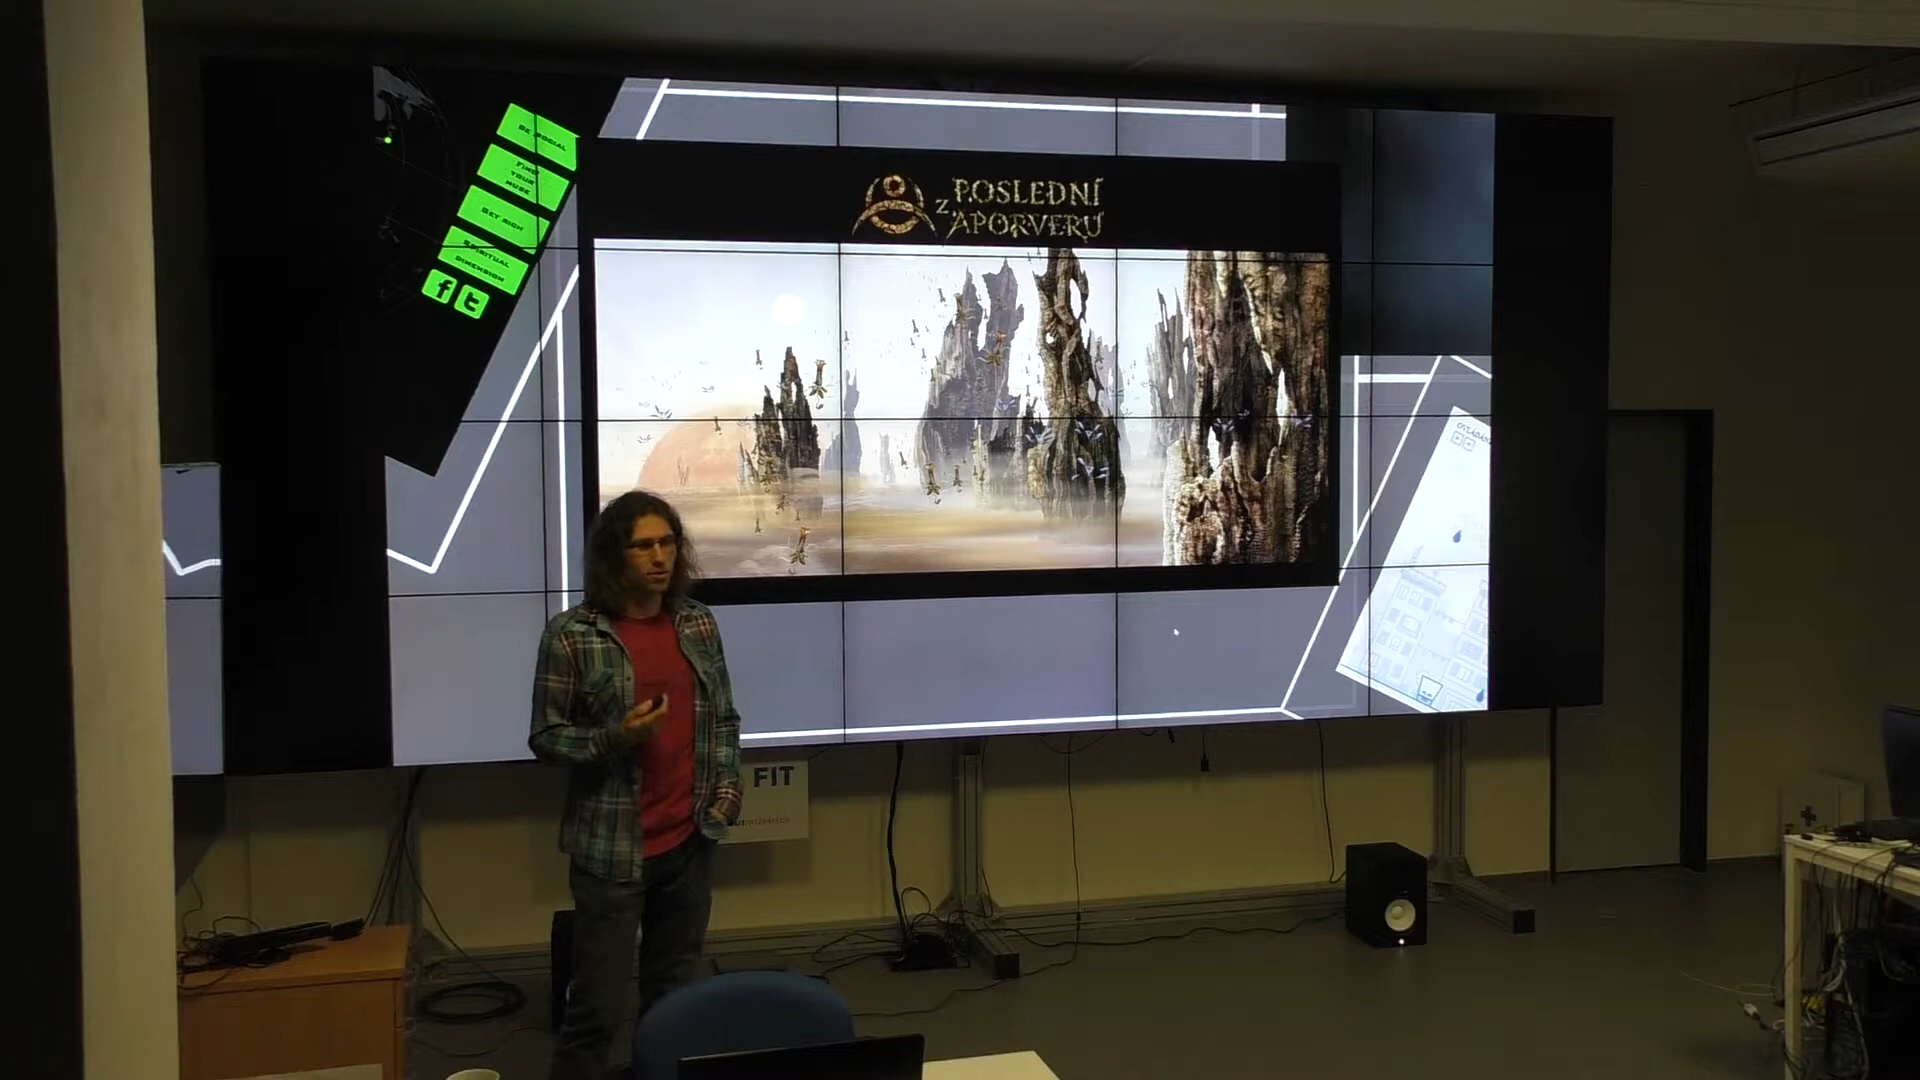 BE SOCIAL
FIND
YOUR
MUSE
GET RICH
SPIRITUAL
DIMENSION
f t
POSLEDNÍ
Z APORVERU
FIT